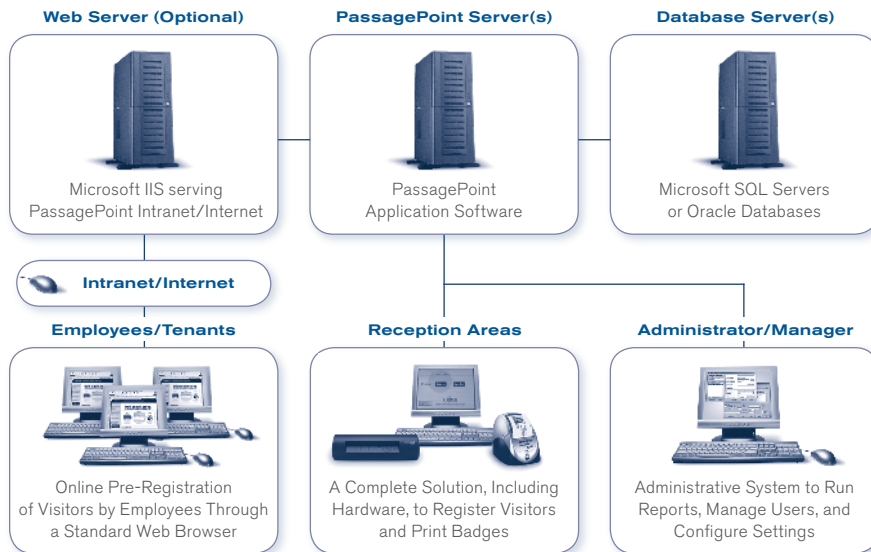 Web Server (Optional)
PassagePoint Server(s)
Database Server(s)
Microsoft IIS serving
PassagePoint Intranet/Internet
PassagePoint
Application Software
Microsoft SQL Servers
or Oracle Databases
Intranet/Internet
Employees/Tenants
Reception Areas
Administrator/Manager
Online Pre-Registration
of Visitors by Employees Through
a Standard Web Browser
A Complete Solution, Including
Hardware, to Register Visitors
and Print Badges
Administrative System to Run
Reports, Manage Users, and
Configure Settings